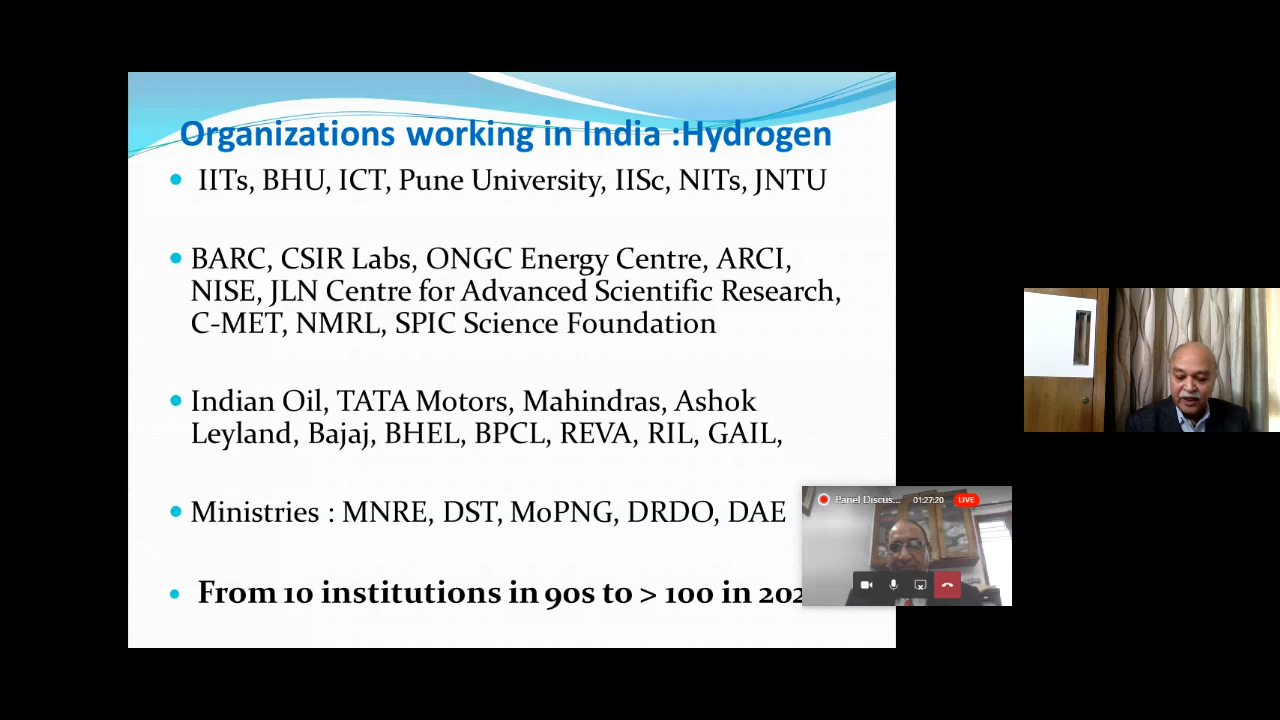 Organizations working in India :Hydrogen
• IITs, BHU, ICT, Pune University, IISc, NITs, JNTU
• BARC, CSIR Labs, ONGC Energy Centre, ARCI,
NISE, JLN Centre for Advanced Scientific Research,
C-MET, NMRL, SPIC Science Foundation
• Indian Oil, TATA Motors, Mahindras, Ashok
Leyland, Bajaj, BHEL, BPCL, REVA, RIL, GAIL,
• Ministries : MNRE, DST, MoPNG, DRDO, DAE
Panel Discus... 01:27:20 LIVE
• From 10 institutions in 90s to > 100 in